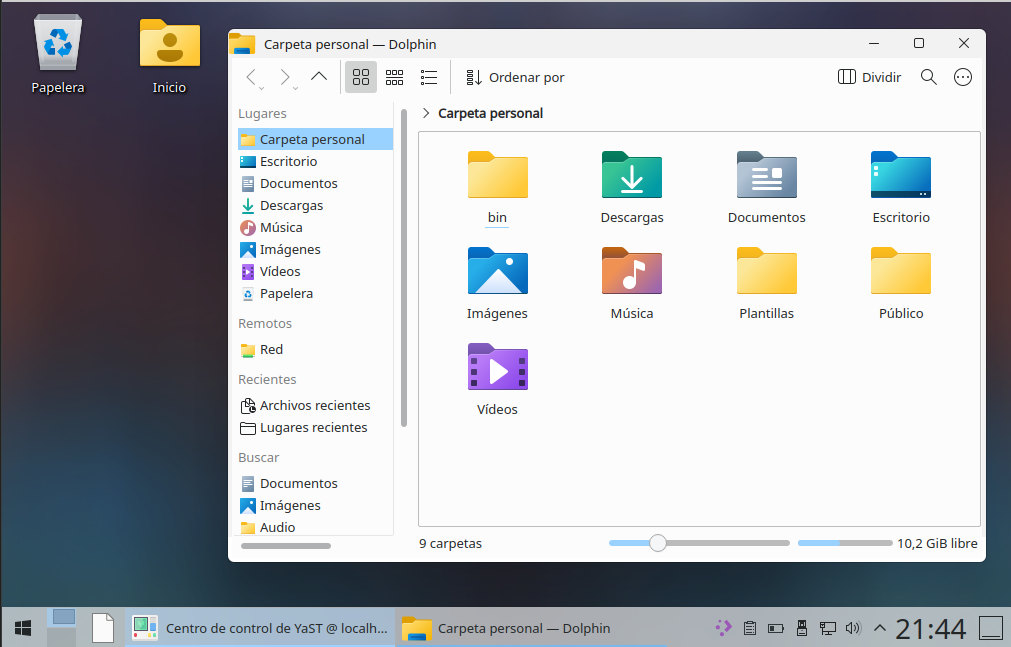 Papelera
Inicio
Carpeta personal — Dolphin
Ordenar por
Dividir
Lugares
Carpeta personal
Escritorio
Documentos
Descargas
Música
Imágenes
Vídeos
Papelera
Remotos
Red
Recientes
Archivos recientes
Lugares recientes
Buscar
Documentos
Imágenes
Audio
Carpeta personal
bin
Descargas
Documentos
Escritorio
Imágenes
Música
Plantillas
Público
Vídeos
9 carpetas
10,2 GiB libre
Centro de control de YaST @ localh...
Carpeta personal — Dolphin
21:44